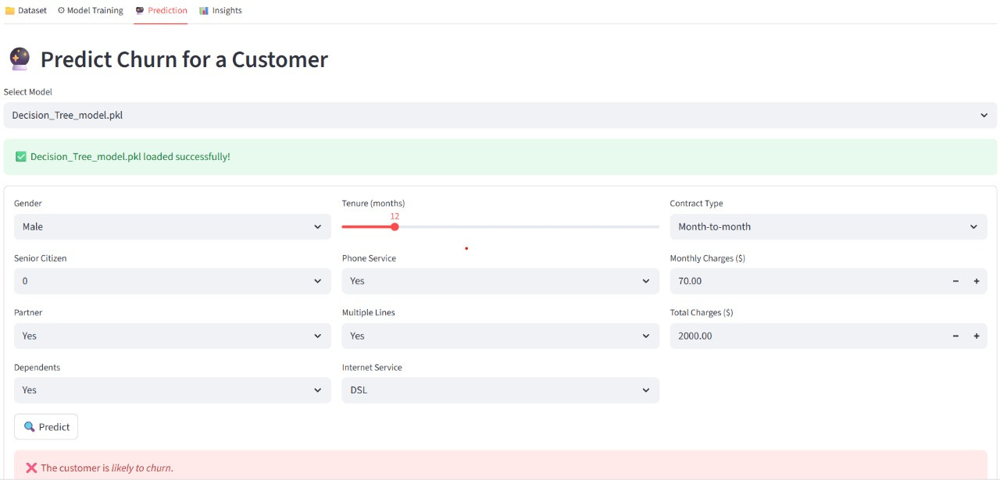 Dataset Model Training Prediction Insights
Predict Churn for a Customer
Select Model
Decision_Tree_model.pkl
Decision_Tree_model.pkl loaded successfully!
Gender Tenure (months) Contract Type
12
Male Month-to-month
Senior Citizen Phone Service Monthly Charges ($)
0 Yes 70.00 − +
Partner Multiple Lines Total Charges ($)
Yes Yes 2000.00 − +
Dependents Internet Service
Yes DSL
Predict
The customer is likely to churn.